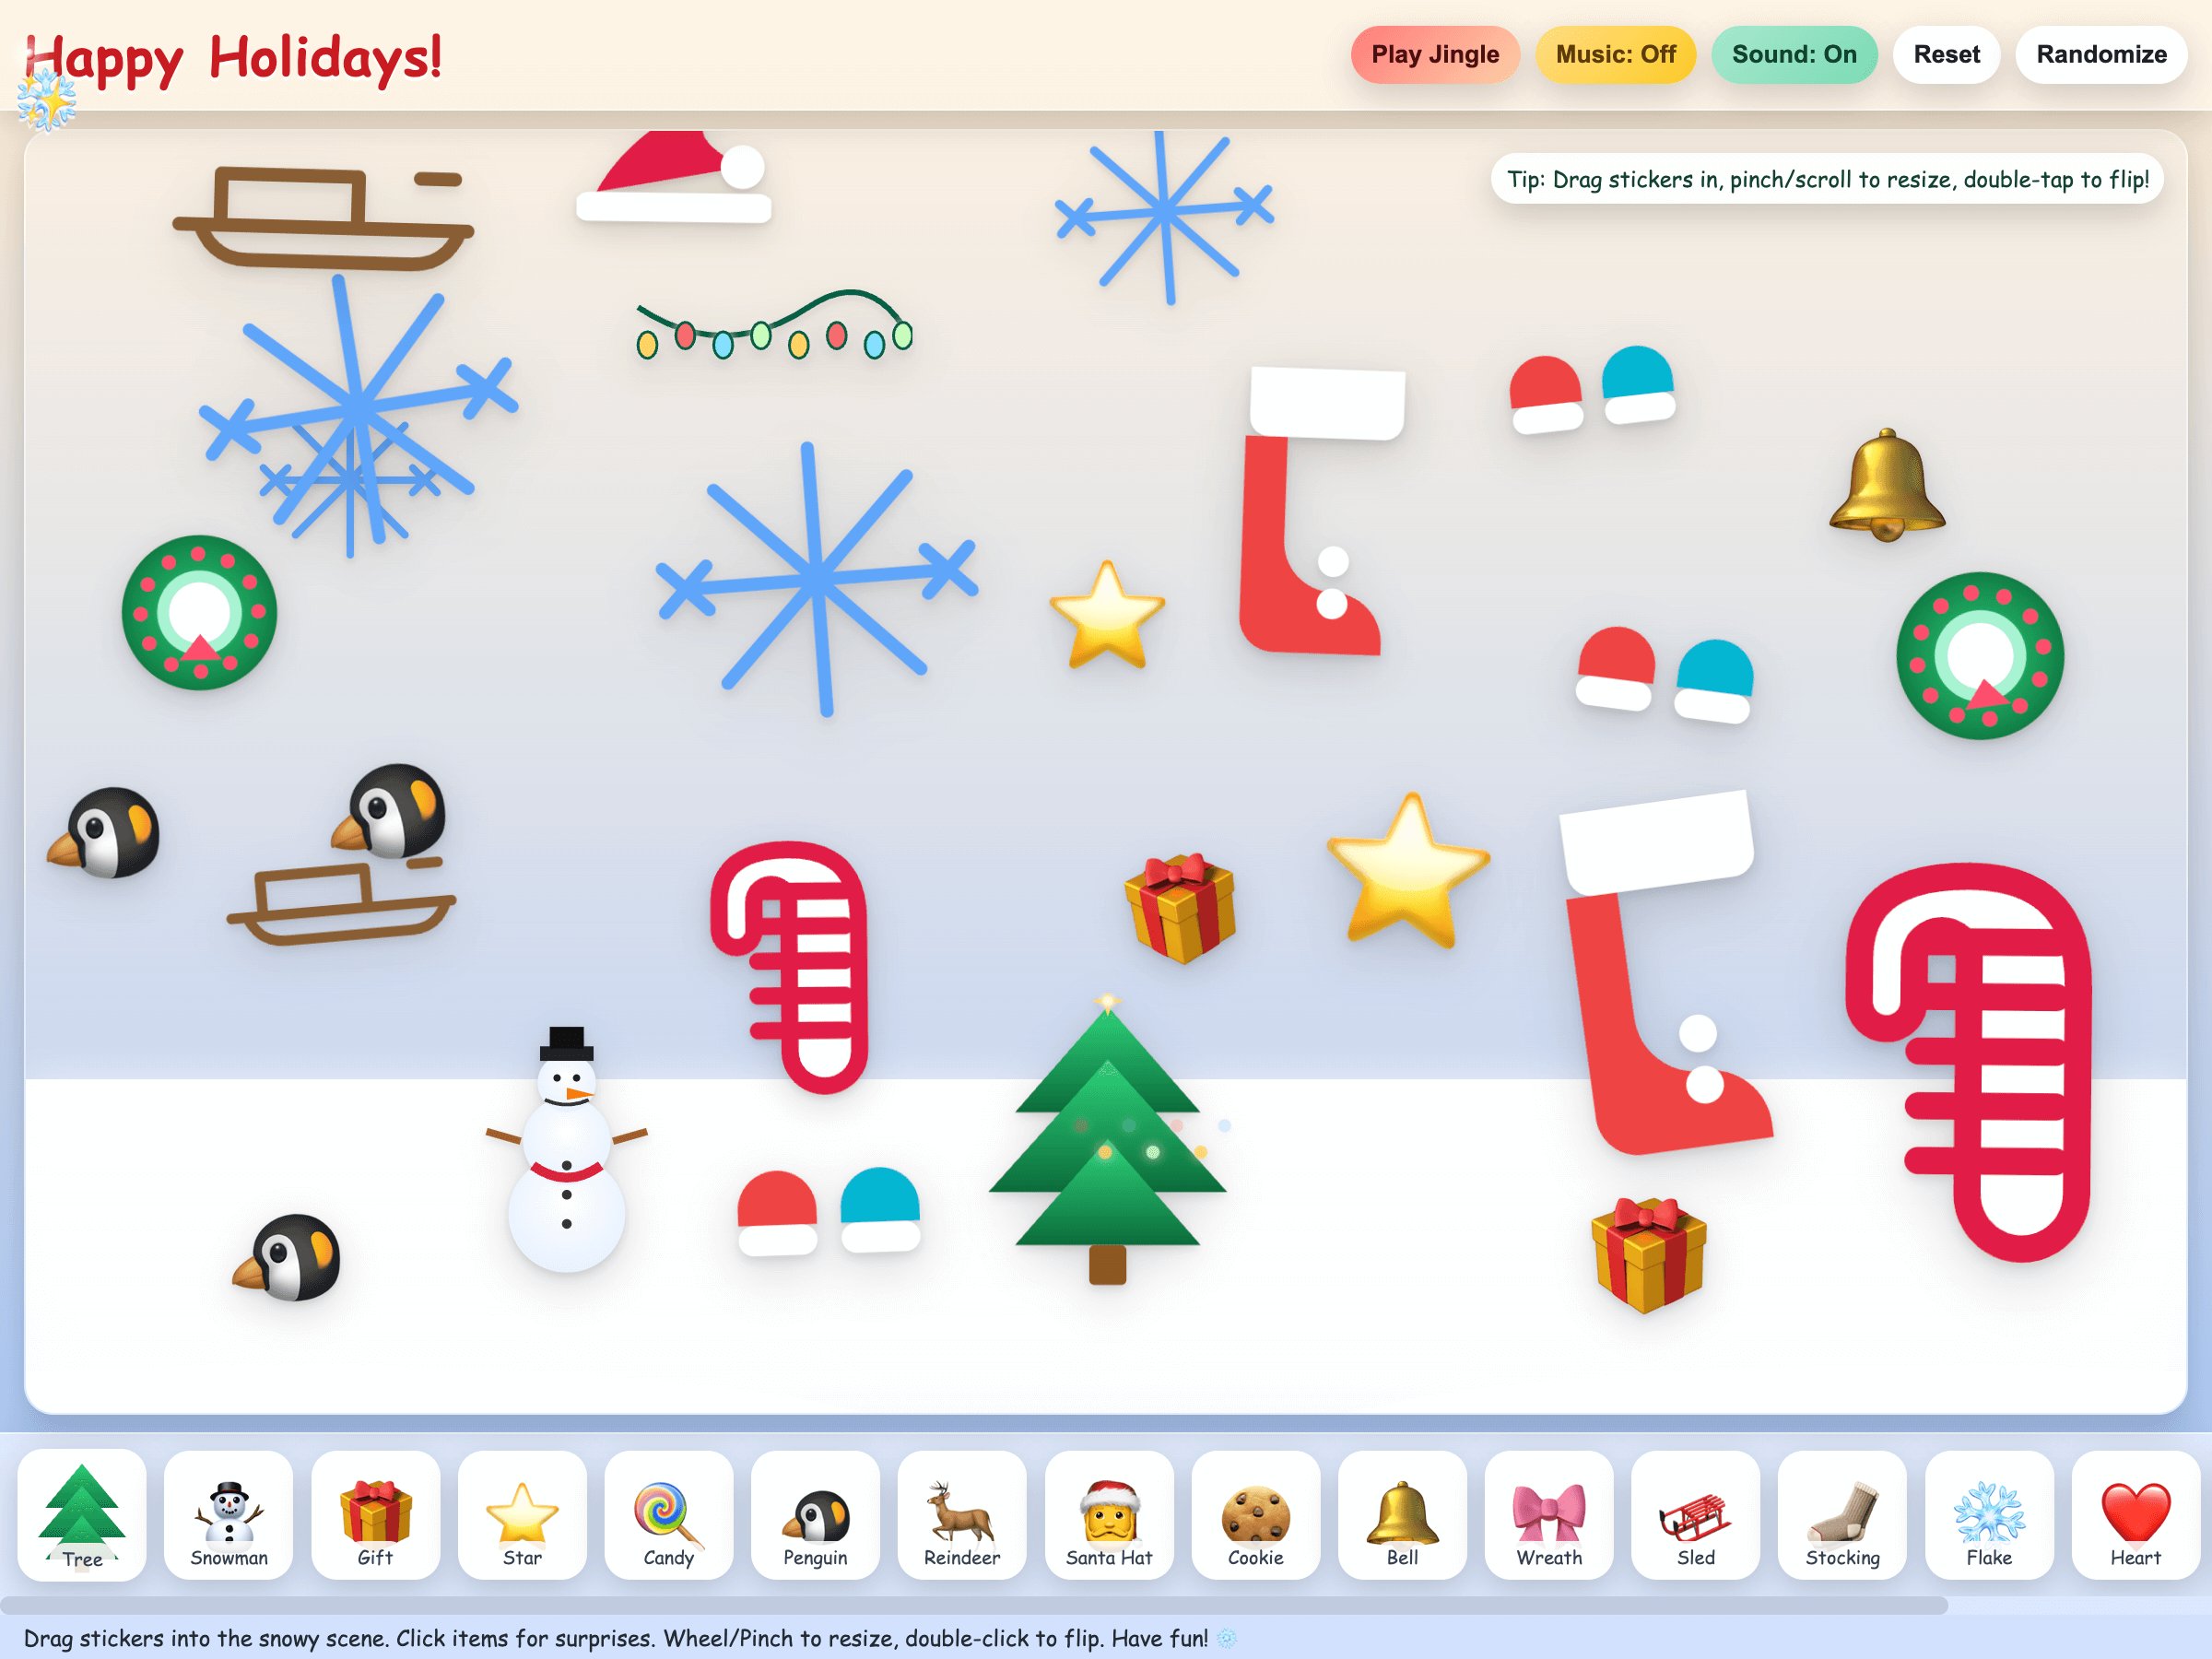 Happy Holidays!
Play Jingle
Music: Off
Sound: On
Reset
Randomize
Tip: Drag stickers in, pinch/scroll to resize, double-tap to flip!
Tree
Snowman
Gift
Star
Candy
Penguin
Reindeer
Santa Hat
Cookie
Bell
Wreath
Sled
Stocking
Flake
Heart
Drag stickers into the snowy scene. Click items for surprises. Wheel/Pinch to resize, double-click to flip. Have fun! ❄️